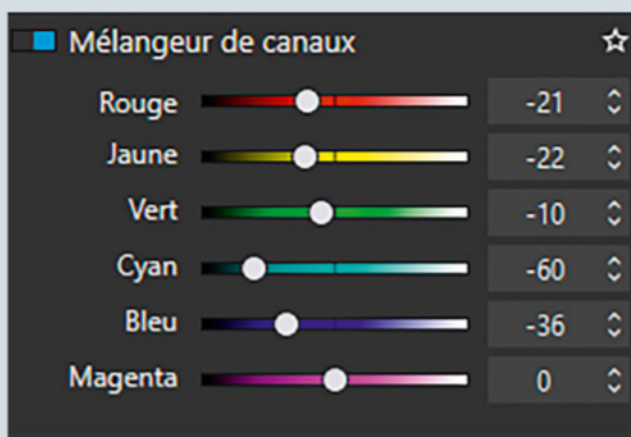 Mélangeur de canaux
Rouge -21
Jaune -22
Vert -10
Cyan -60
Bleu -36
Magenta 0